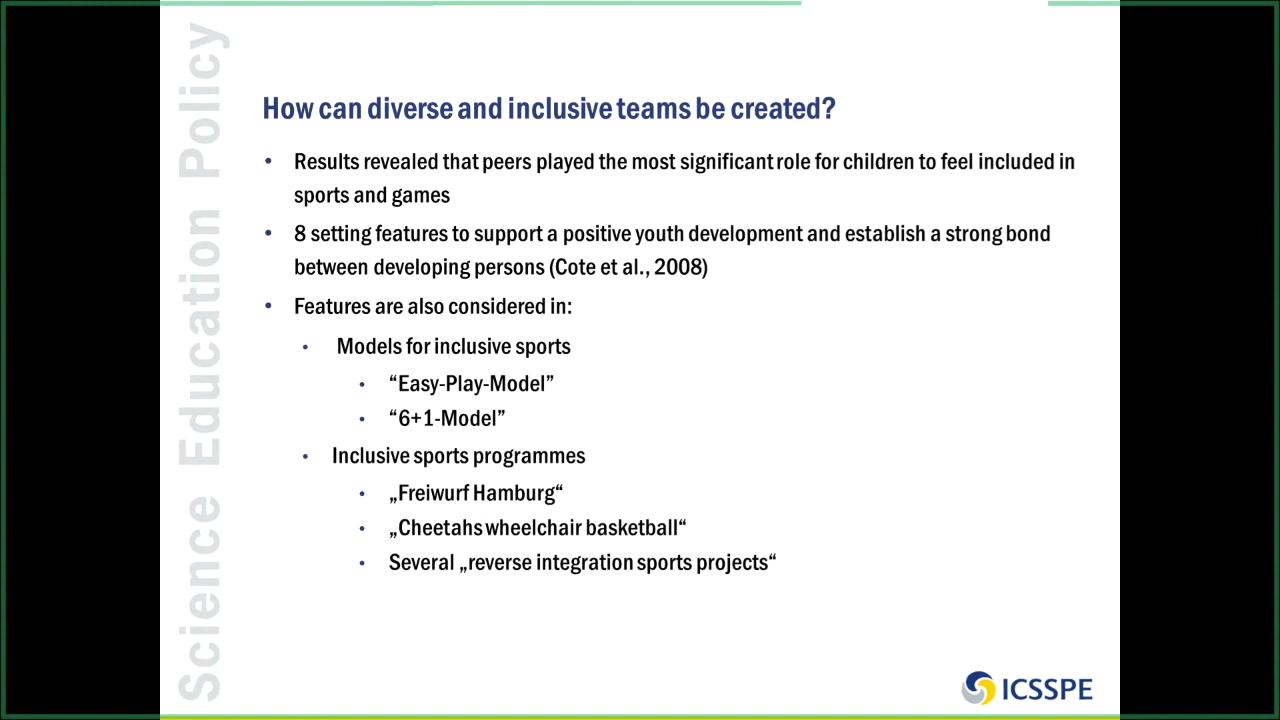 Science Education Policy
How can diverse and inclusive teams be created?
• Results revealed that peers played the most significant role for children to feel included in
sports and games
• 8 setting features to support a positive youth development and establish a strong bond
between developing persons (Cote et al., 2008)
• Features are also considered in:
• Models for inclusive sports
• “Easy-Play-Model”
• “6+1-Model”
• Inclusive sports programmes
• „Freiwurf Hamburg“
• „Cheetahs wheelchair basketball“
• Several „reverse integration sports projects“
ICSSPE